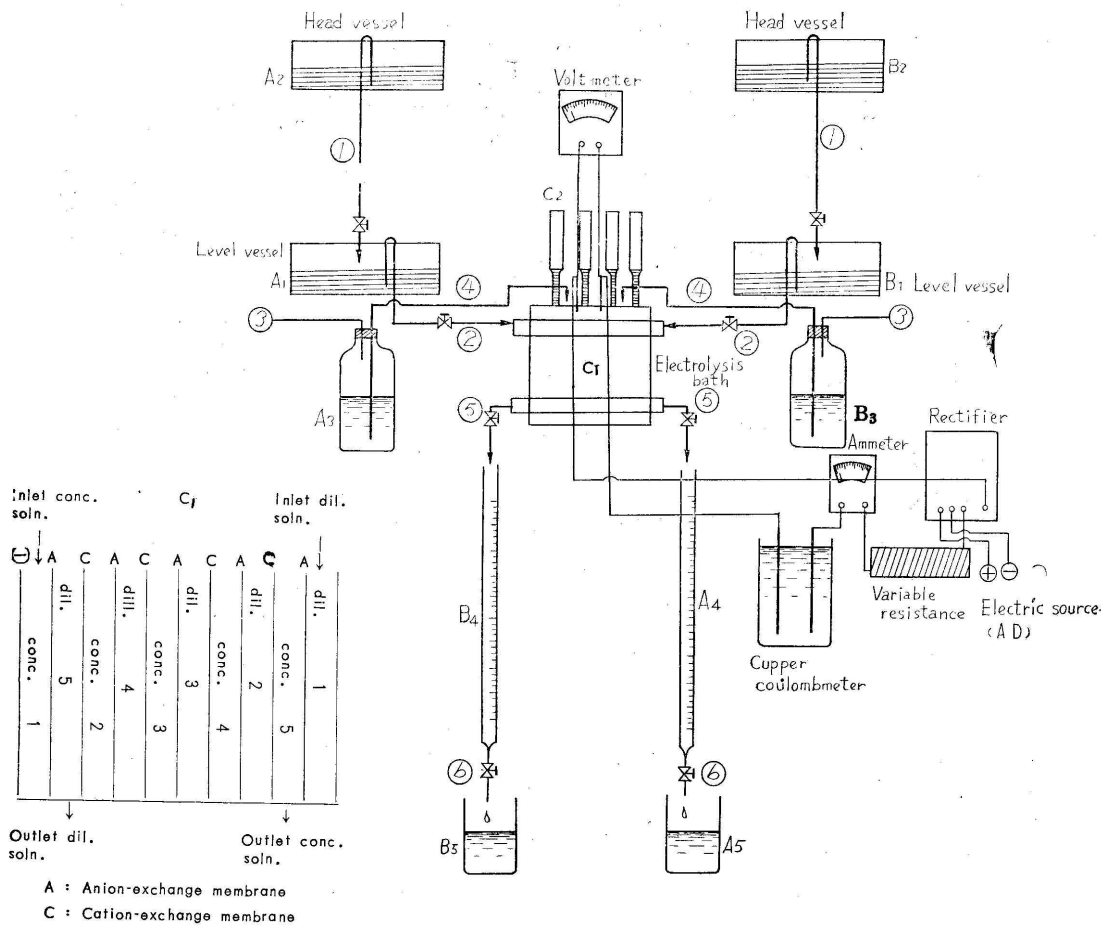 Head vessel
Head vessel
A2
B2
Voltmeter
1
1
C2
Level vessel
A1
B1 Level vessel
4
4
3
3
2
2
C1
Electrolysis
bath
5
5
A3
B3
Ammeter
Rectifier
Inlet conc.
soln.
C1
Inlet dil.
soln.
A C A C A C A C A
conc. 1
dil. 5
conc. 2
dill. 4
conc. 3
dil. 3
conc. 4
dil. 2
conc. 5
dil. 1
B4
A4
Variable
resistance
+ −
Electric source
(AD)
Cupper
coulombmeter
6
6
B5
A5
Outlet dil.
soln.
Outlet conc.
soln.
A : Anion-exchange membrane
C : Cation-exchange membrane